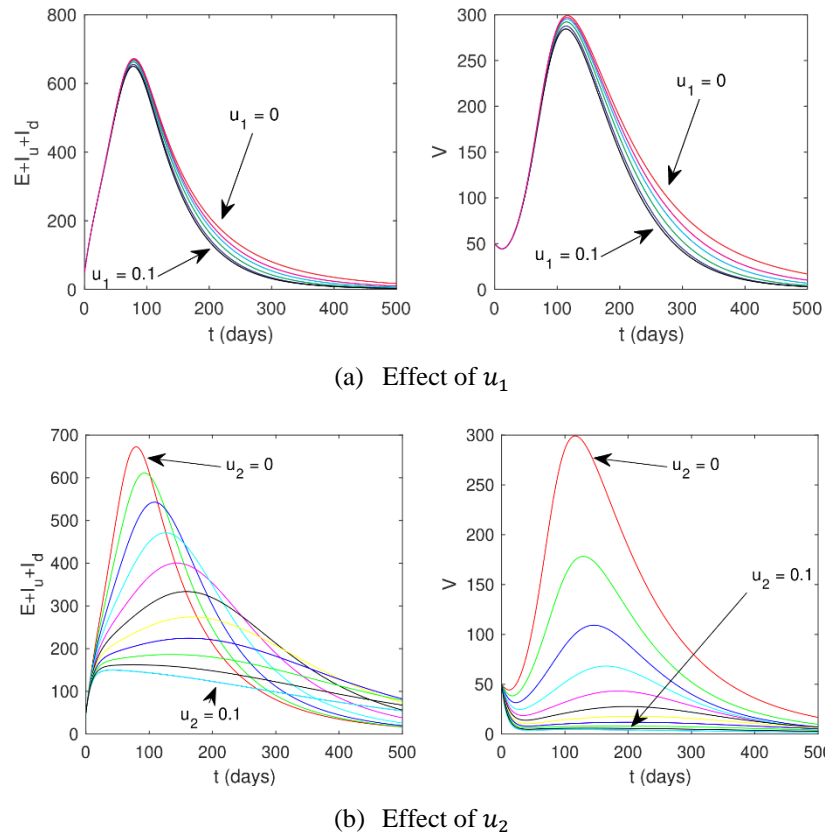 800
600
400
200
0
E+I_u+I_d
u_1 = 0
u_1 = 0.1
0 100 200 300 400 500
t (days)
300
250
200
150
100
50
0
V
u_1 = 0
u_1 = 0.1
0 100 200 300 400 500
t (days)
(a) Effect of u_1
700
600
500
400
300
200
100
0
E+I_u+I_d
u_2 = 0
u_2 = 0.1
0 100 200 300 400 500
t (days)
300
250
200
150
100
50
0
V
u_2 = 0
u_2 = 0.1
0 100 200 300 400 500
t (days)
(b) Effect of u_2